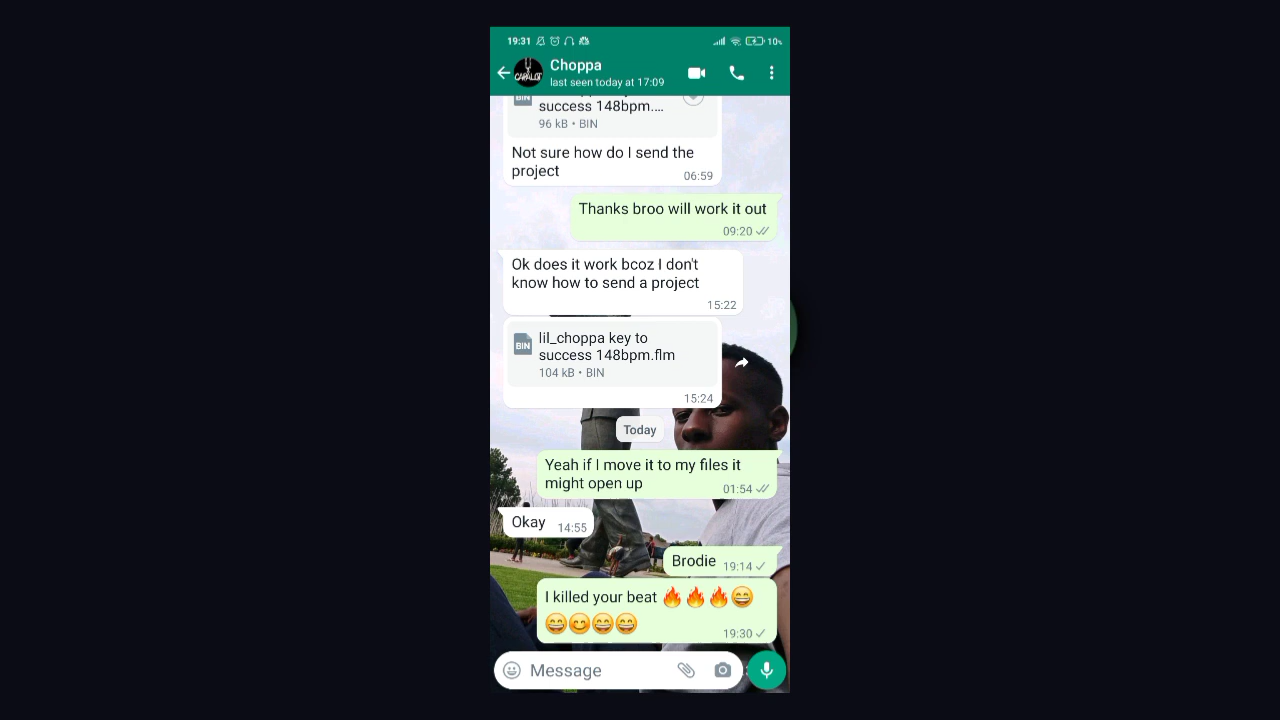 19:31
10%
Choppa
last seen today at 17:09
CAPALOT
BIN
success 148bpm....
96 kB • BIN
Not sure how do I send the
project
06:59
Thanks broo will work it out
09:20
Ok does it work bcoz I don't
know how to send a project
15:22
BIN
lil_choppa key to
success 148bpm.flm
104 kB • BIN
15:24
Today
Yeah if I move it to my files it
might open up
01:54
Okay
14:55
Brodie
19:14
I killed your beat 🔥🔥🔥😄
😄😊😄😄
19:30
Message